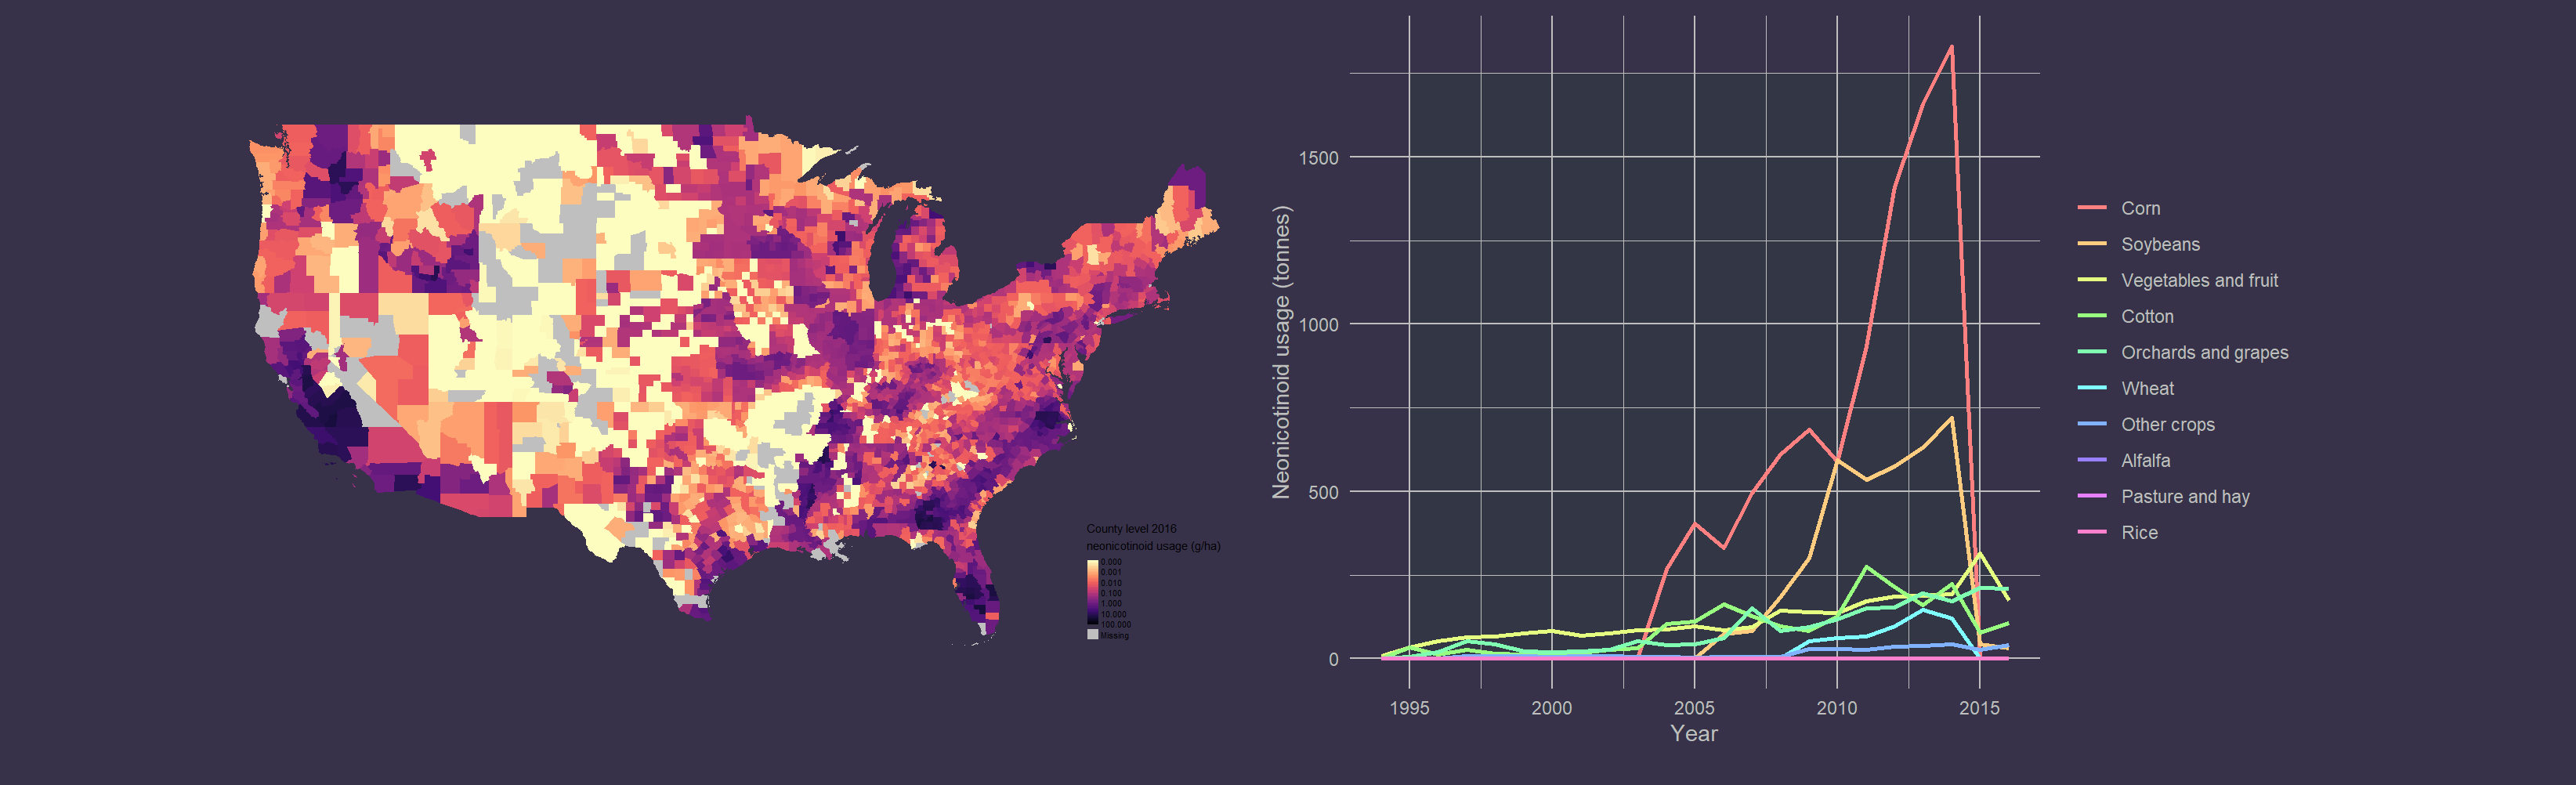 County level 2016
neonicotinoid usage (g/ha)
0.000
0.001
0.010
0.100
1.000
10.000
100.000
Missing
Neonicotinoid usage (tonnes)
1500
1000
500
0
1995 2000 2005 2010 2015
Year
Corn
Soybeans
Vegetables and fruit
Cotton
Orchards and grapes
Wheat
Other crops
Alfalfa
Pasture and hay
Rice